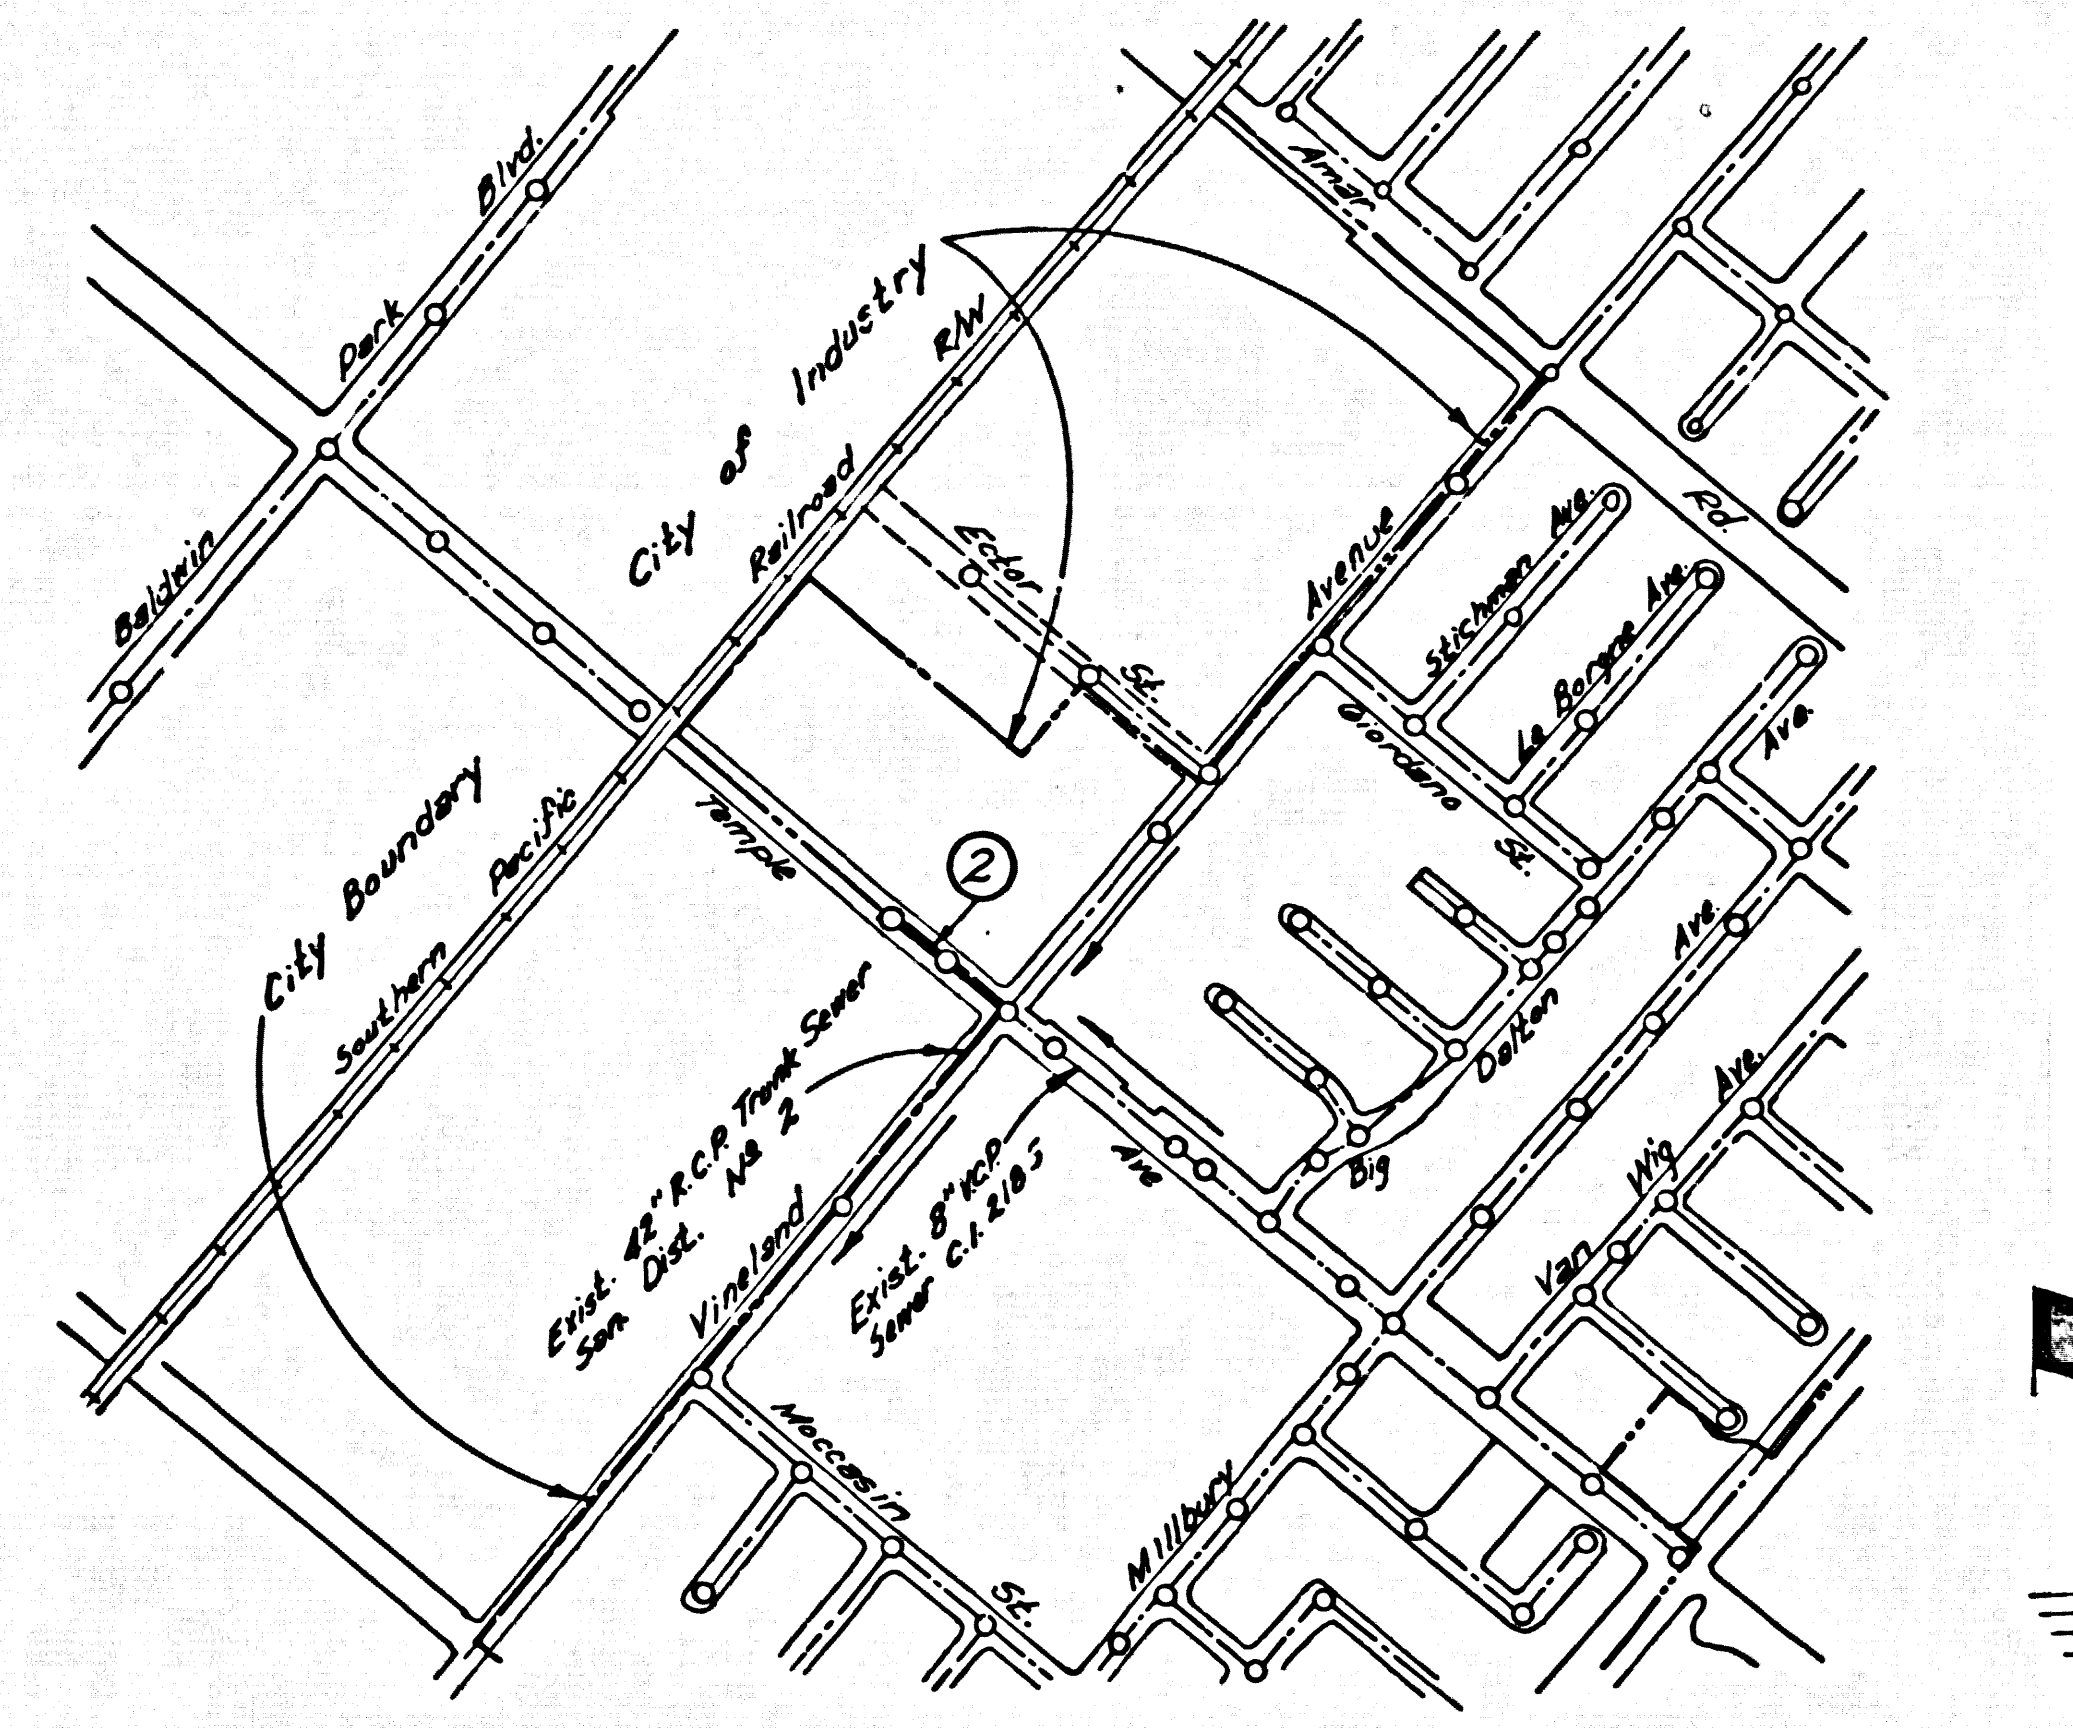 Park Blvd.
Baldwin
City of Industry
Amar
Rd.
Southern Pacific Railroad R/W
Ector St.
Vineland Avenue
Stichman Ave.
Le Borgne Ave.
Giordano St.
City Boundary
Temple Ave
2
Exist. 42" R.C.P. Trunk Sewer
San. Dist. No 2
Exist. 8" V.C.P.
Sewer C.I. 2185
Big Dalton Ave.
Ave.
Van Wig Ave.
Moccasin St.
Millbury